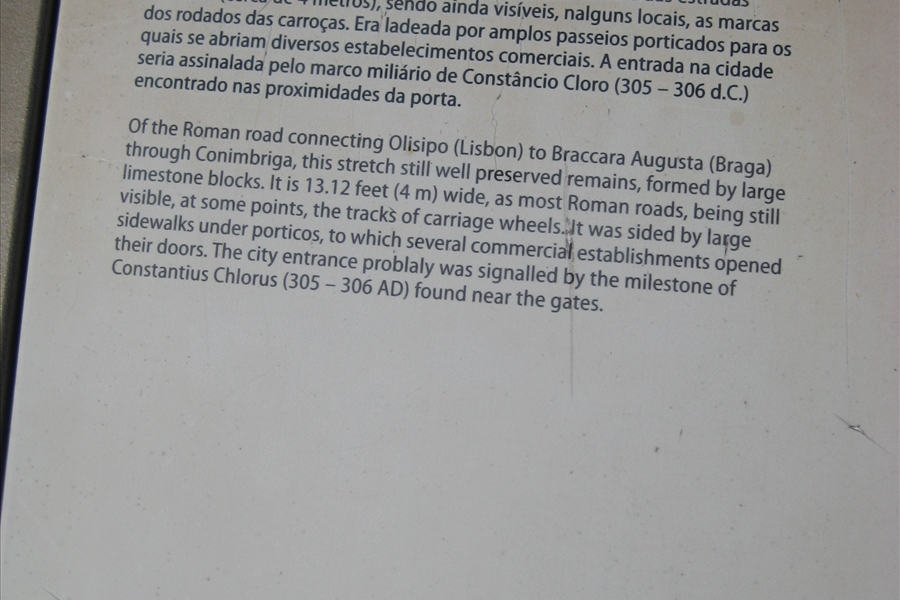 (cerca de 4 metros), sendo ainda visíveis, nalguns locais, as marcas
dos rodados das carroças. Era ladeada por amplos passeios porticados para os
quais se abriam diversos estabelecimentos comerciais. A entrada na cidade
seria assinalada pelo marco miliário de Constâncio Cloro (305 – 306 d.C.)
encontrado nas proximidades da porta.
Of the Roman road connecting Olisipo (Lisbon) to Braccara Augusta (Braga)
through Conimbriga, this stretch still well preserved remains, formed by large
limestone blocks. It is 13.12 feet (4 m) wide, as most Roman roads, being still
visible, at some points, the tracks of carriage wheels. It was sided by large
sidewalks under porticos, to which several commercial establishments opened
their doors. The city entrance problaly was signalled by the milestone of
Constantius Chlorus (305 – 306 AD) found near the gates.